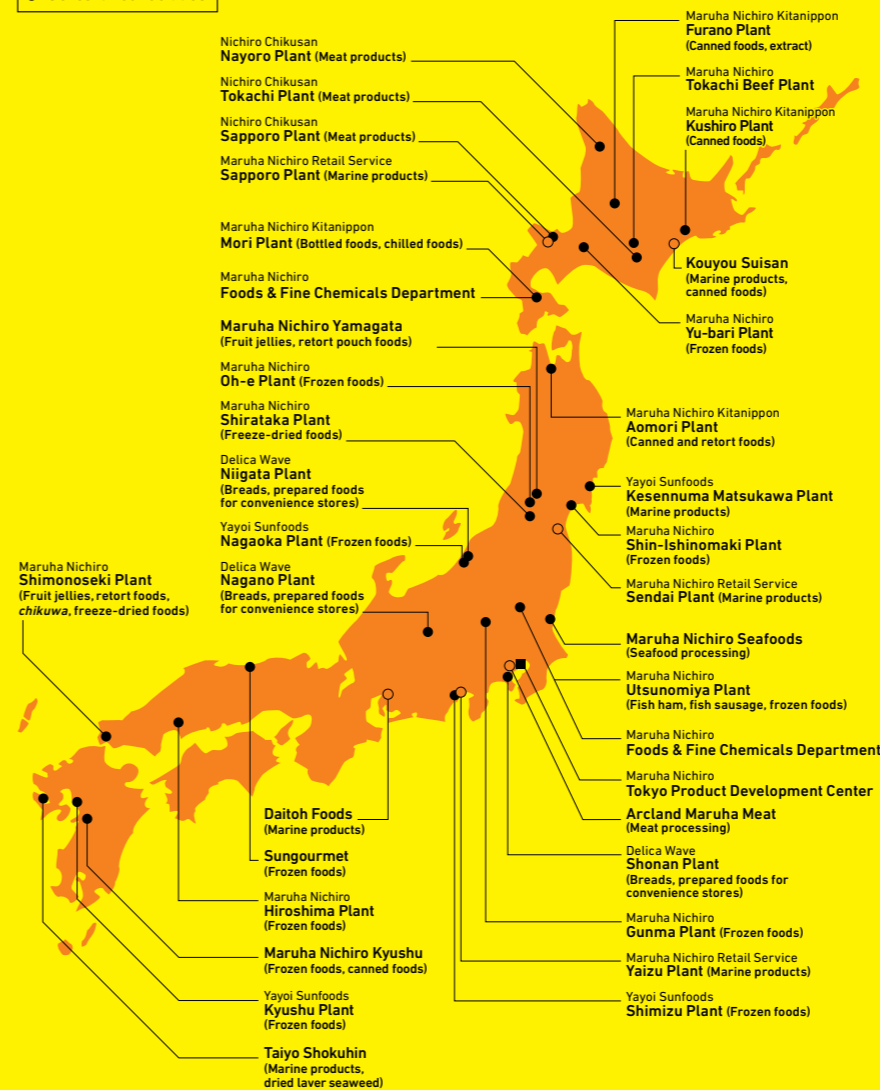 Nichiro Chikusan
Nayoro Plant (Meat products)
Nichiro Chikusan
Tokachi Plant (Meat products)
Nichiro Chikusan
Sapporo Plant (Meat products)
Maruha Nichiro Retail Service
Sapporo Plant (Marine products)
Maruha Nichiro Kitanippon
Mori Plant (Bottled foods, chilled foods)
Maruha Nichiro
Foods & Fine Chemicals Department
Maruha Nichiro Yamagata
(Fruit jellies, retort pouch foods)
Maruha Nichiro
Oh-e Plant (Frozen foods)
Maruha Nichiro
Shirataka Plant
(Freeze-dried foods)
Delica Wave
Niigata Plant
(Breads, prepared foods
for convenience stores)
Yayoi Sunfoods
Nagaoka Plant (Frozen foods)
Delica Wave
Nagano Plant
(Breads, prepared foods
for convenience stores)
Maruha Nichiro
Shimonoseki Plant
(Fruit jellies, retort foods,
chikuwa, freeze-dried foods)
Maruha Nichiro Kitanippon
Furano Plant
(Canned foods, extract)
Maruha Nichiro
Tokachi Beef Plant
Maruha Nichiro Kitanippon
Kushiro Plant
(Canned foods)
Kouyou Suisan
(Marine products,
canned foods)
Maruha Nichiro
Yu-bari Plant
(Frozen foods)
Maruha Nichiro Kitanippon
Aomori Plant
(Canned and retort foods)
Yayoi Sunfoods
Kesennuma Matsukawa Plant
(Marine products)
Maruha Nichiro
Shin-Ishinomaki Plant
(Frozen foods)
Maruha Nichiro Retail Service
Sendai Plant (Marine products)
Maruha Nichiro Seafoods
(Seafood processing)
Maruha Nichiro
Utsunomiya Plant
(Fish ham, fish sausage, frozen foods)
Maruha Nichiro
Foods & Fine Chemicals Department
Maruha Nichiro
Tokyo Product Development Center
Arcland Maruha Meat
(Meat processing)
Delica Wave
Shonan Plant
(Breads, prepared foods for
convenience stores)
Maruha Nichiro
Gunma Plant (Frozen foods)
Maruha Nichiro Retail Service
Yaizu Plant (Marine products)
Yayoi Sunfoods
Shimizu Plant (Frozen foods)
Daitoh Foods
(Marine products)
Sungourmet
(Frozen foods)
Maruha Nichiro
Hiroshima Plant
(Frozen foods)
Maruha Nichiro Kyushu
(Frozen foods, canned foods)
Yayoi Sunfoods
Kyushu Plant
(Frozen foods)
Taiyo Shokuhin
(Marine products,
dried laver seaweed)